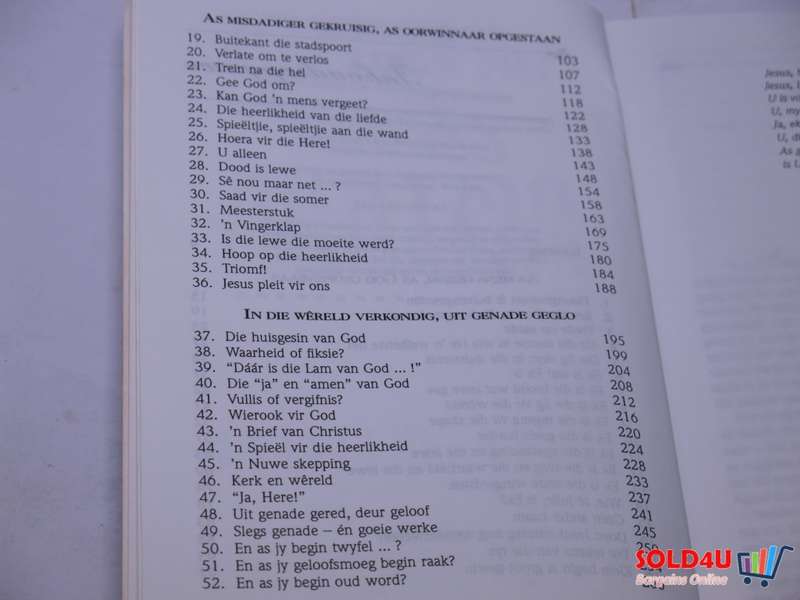 AS MISDADIGER GEKRUISIG, AS OORWINNAAR OPGESTAAN
19. Buitekant die stadspoort 103
20. Verlate om te verlos 107
21. Trein na die hel 112
22. Gee God om? 118
23. Kan God 'n mens vergeet? 122
24. Die heerlikheid van die liefde 128
25. Spieëltjie, spieëltjie aan die wand 133
26. Hoera vir die Here! 138
27. U alleen 143
28. Dood is lewe 148
29. Sê nou maar net ... ? 154
30. Saad vir die somer 158
31. Meesterstuk 163
32. 'n Vingerklap 169
33. Is die lewe die moeite werd? 175
34. Hoop op die heerlikheid 180
35. Triomf! 184
36. Jesus pleit vir ons 188
IN DIE WÊRELD VERKONDIG, UIT GENADE GEGLO
37. Die huisgesin van God 195
38. Waarheid of fiksie? 199
39. “Dáár is die Lam van God ... !” 204
40. Die “ja” en “amen” van God 208
41. Vullis of vergifnis? 212
42. Wierook vir God 216
43. 'n Brief van Christus 220
44. 'n Spieël vir die heerlikheid 224
45. 'n Nuwe skepping 228
46. Kerk en wêreld 233
47. “Ja, Here!” 237
48. Uit genade gered, deur geloof 241
49. Slegs genade – én goeie werke 245
50. En as jy begin twyfel ... ? 250
51. En as jy geloofsmoeg begin raak?
52. En as jy begin oud word?
Jesus,
Jesus,
U is
U, my
Ja, ek
U,
As
is U
SOLD4U
Bargains Online